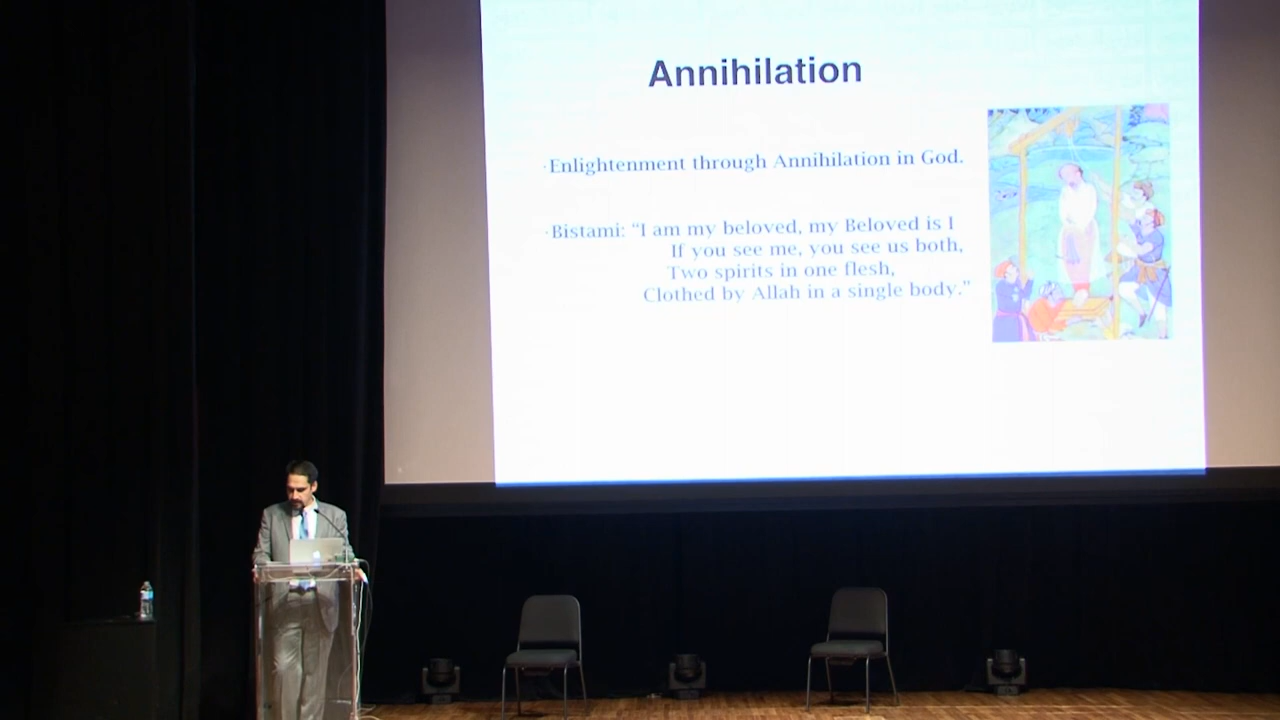 Annihilation
·Enlightenment through Annihilation in God.
·Bistami: “I am my beloved, my Beloved is I
If you see me, you see us both,
Two spirits in one flesh,
Clothed by Allah in a single body.”